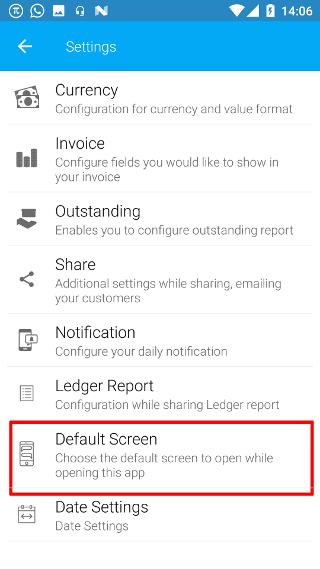 14:06
Settings
Currency
Configuration for currency and value format
Invoice
Configure fields you would like to show in
your invoice
Outstanding
Enables you to configure outstanding report
Share
Additional settings while sharing, emailing
your customers
Notification
Configure your daily notification
Ledger Report
Configuration while sharing Ledger report
Default Screen
Choose the default screen to open while
opening this app
Date Settings
Date Settings